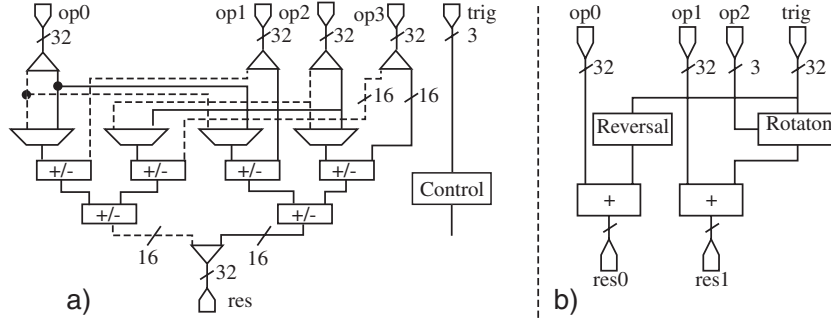 op0 op1 op2 op3 trig
32 32 32 32 3
16 16
+/- +/- +/- +/-
Control
+/- +/-
16 16
32
a) res
op0 op1 op2 trig
32 32 3 32
Reversal Rotaton
+ +
b) res0 res1